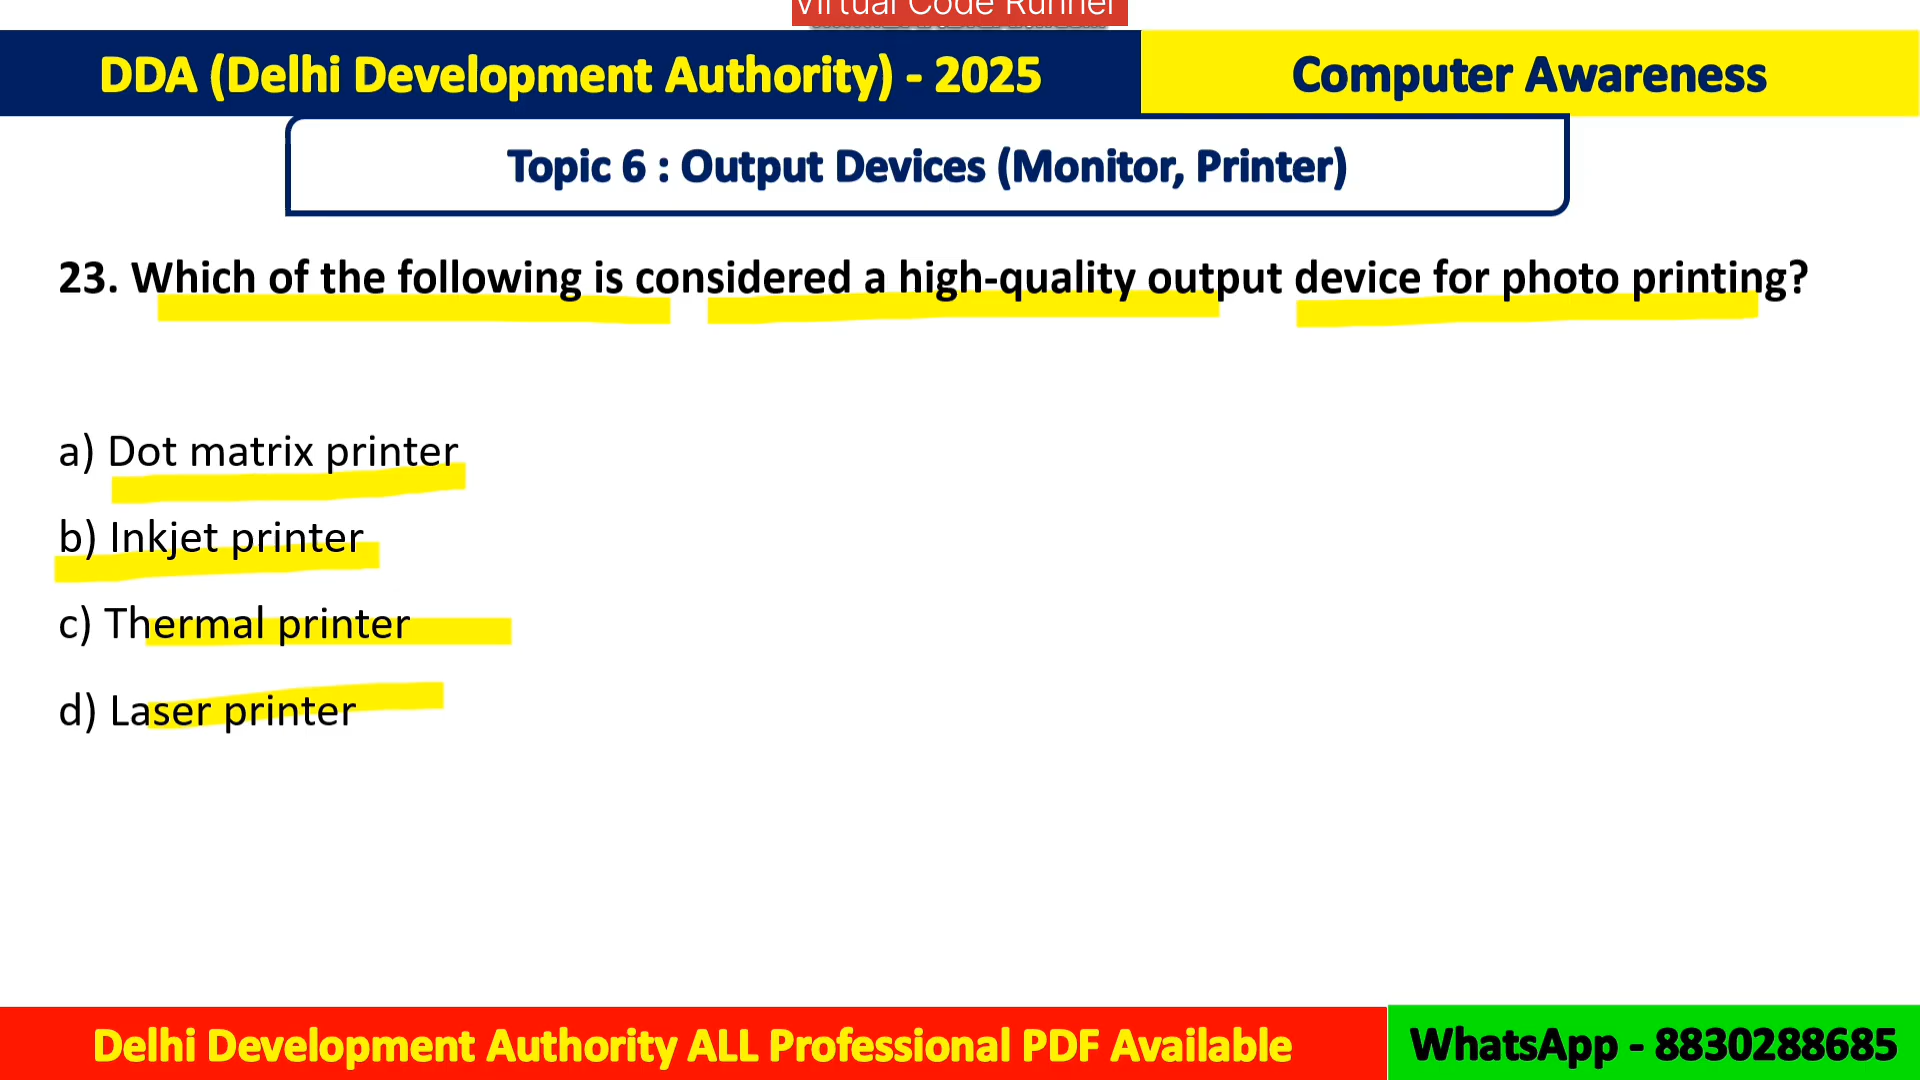 Virtual Code Runner
DDA (Delhi Development Authority) - 2025
Computer Awareness
Topic 6 : Output Devices (Monitor, Printer)
23. Which of the following is considered a high-quality output device for photo printing?
a) Dot matrix printer
b) Inkjet printer
c) Thermal printer
d) Laser printer
Delhi Development Authority ALL Professional PDF Available
WhatsApp - 8830288685